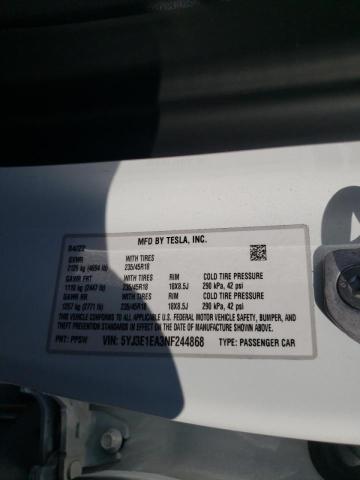 MFD BY TESLA, INC.
04/22
GVWR WITH TIRES
2129 kg (4694 lb) 235/45R18
GAWR FRT WITH TIRES RIM COLD TIRE PRESSURE
1110 kg (2447 lb) 235/45R18 18X8.5J 290 kPa, 42 psi
GAWR RR WITH TIRES RIM COLD TIRE PRESSURE
1257 kg (2771 lb) 235/45R18 18X8.5J 290 kPa, 42 psi
THIS VEHICLE CONFORMS TO ALL APPLICABLE U.S. FEDERAL MOTOR VEHICLE SAFETY, BUMPER, AND
THEFT PREVENTION STANDARDS IN EFFECT ON THE DATE OF MANUFACTURE SHOWN ABOVE.
PNT: PPSW VIN: 5YJ3E1EA3NF244868 TYPE: PASSENGER CAR